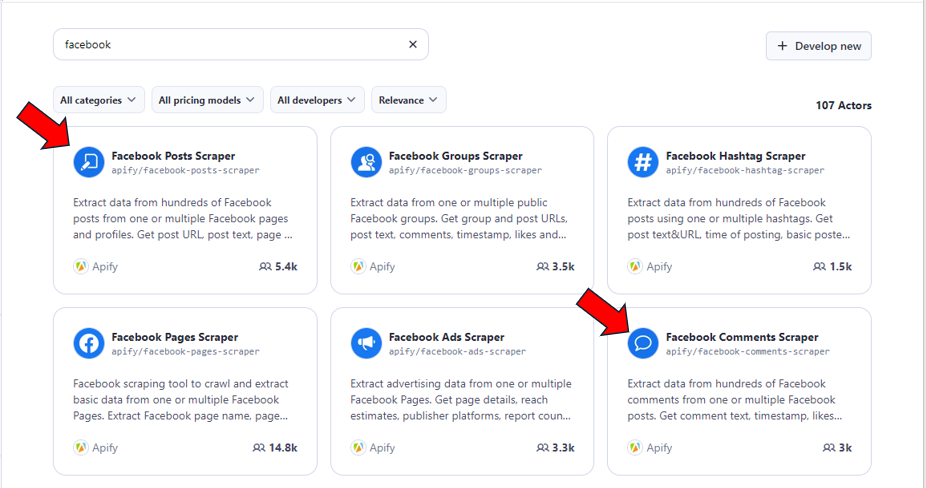 facebook
Develop new
All categories
All pricing models
All developers
Relevance
107 Actors
Facebook Posts Scraper
apify/facebook-posts-scraper
Extract data from hundreds of Facebook
posts from one or multiple Facebook pages
and profiles. Get post URL, post text, page ...
Apify
5.4k
Facebook Groups Scraper
apify/facebook-groups-scraper
Extract data from one or multiple public
Facebook groups. Get group and post URLs,
post text, comments, timestamp, likes and...
Apify
3.5k
Facebook Hashtag Scraper
apify/facebook-hashtag-scraper
Extract data from hundreds of Facebook
posts using one or multiple hashtags. Get
post text&URL, time of posting, basic poste...
Apify
1.5k
Facebook Pages Scraper
apify/facebook-pages-scraper
Facebook scraping tool to crawl and extract
basic data from one or multiple Facebook
Pages. Extract Facebook page name, page...
Apify
14.8k
Facebook Ads Scraper
apify/facebook-ads-scraper
Extract advertising data from one or multiple
Facebook Pages. Get page details, reach
estimates, publisher platforms, report coun...
Apify
3.3k
Facebook Comments Scraper
apify/facebook-comments-scraper
Extract data from hundreds of Facebook
comments from one or multiple Facebook
posts. Get comment text, timestamp, likes...
Apify
3k